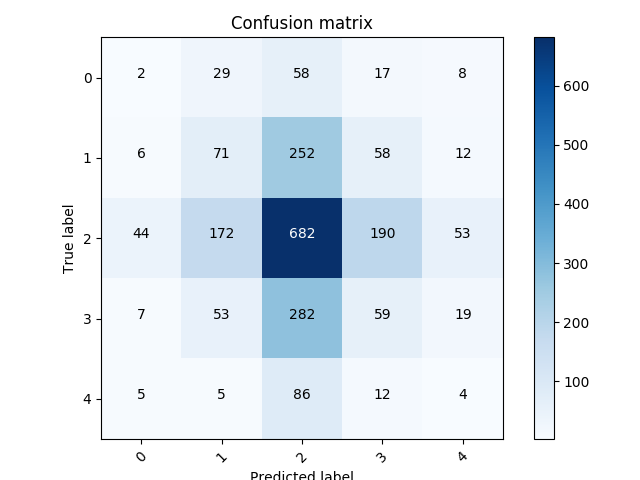 Confusion matrix
0 2 29 58 17 8
1 6 71 252 58 12
2 44 172 682 190 53
3 7 53 282 59 19
4 5 5 86 12 4
0 1 2 3 4
True label
Predicted label
600
500
400
300
200
100